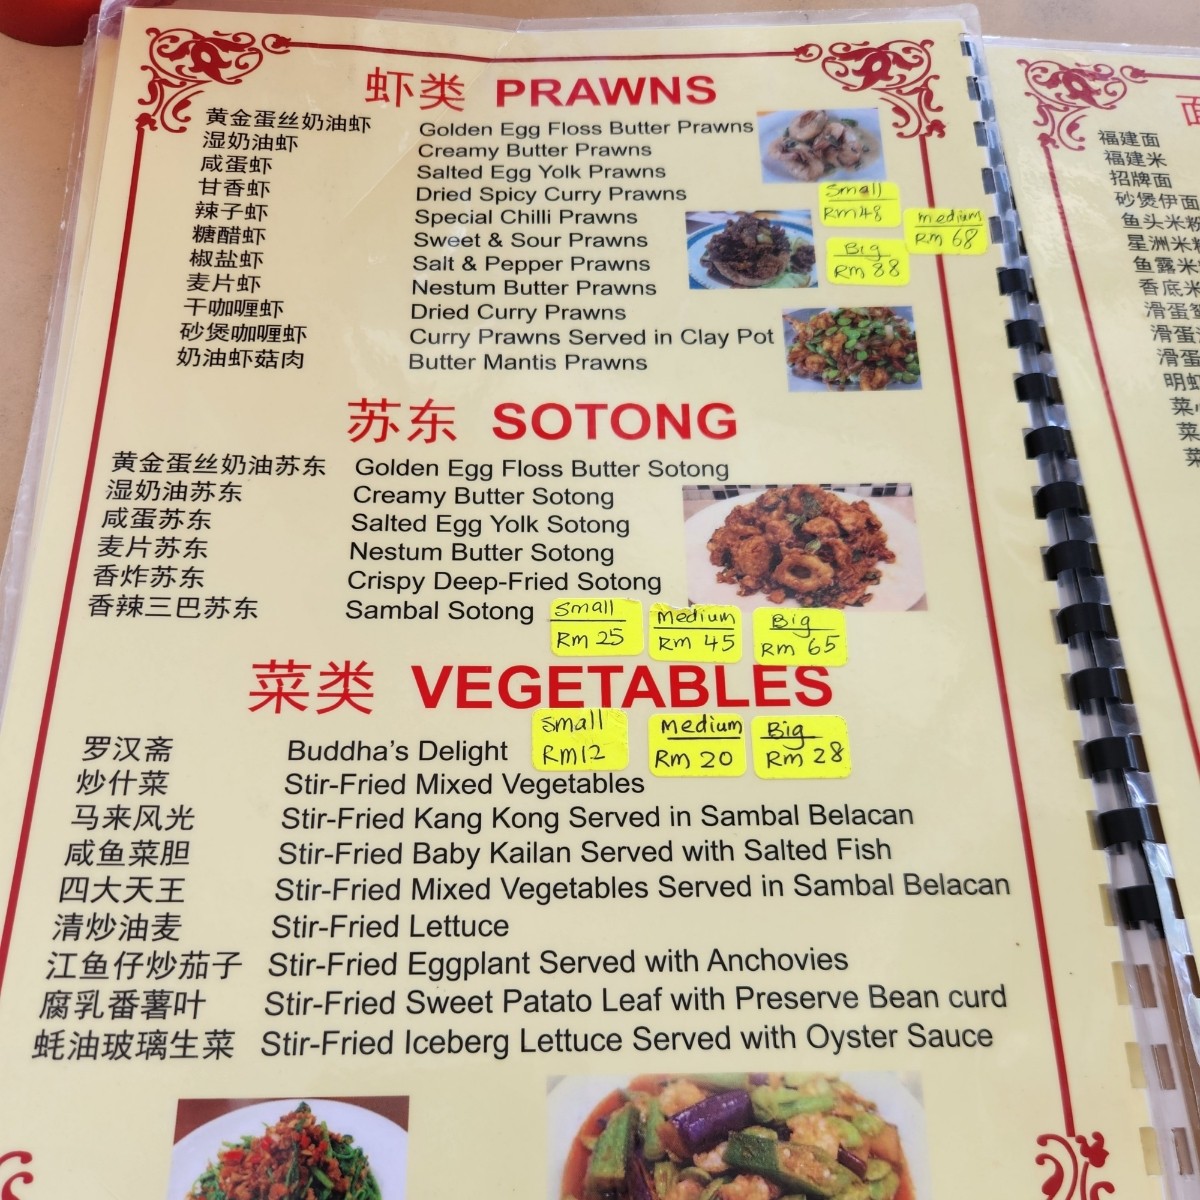 虾类 PRAWNS
黄金蛋丝奶油虾 Golden Egg Floss Butter Prawns
湿奶油虾 Creamy Butter Prawns
咸蛋虾 Salted Egg Yolk Prawns
甘香虾 Dried Spicy Curry Prawns
辣子虾 Special Chilli Prawns
糖醋虾 Sweet & Sour Prawns
椒盐虾 Salt & Pepper Prawns
麦片虾 Nestum Butter Prawns
干咖喱虾 Dried Curry Prawns
砂煲咖喱虾 Curry Prawns Served in Clay Pot
奶油虾菇肉 Butter Mantis Prawns
Small
Rm48
medium
Rm 68
Big
Rm 88
苏东 SOTONG
黄金蛋丝奶油苏东 Golden Egg Floss Butter Sotong
湿奶油苏东 Creamy Butter Sotong
咸蛋苏东 Salted Egg Yolk Sotong
麦片苏东 Nestum Butter Sotong
香炸苏东 Crispy Deep-Fried Sotong
香辣三巴苏东 Sambal Sotong
Small
Rm 25
medium
Rm 45
Big
Rm 65
菜类 VEGETABLES
罗汉斋 Buddha's Delight
Small
Rm12
medium
Rm 20
Big
Rm 28
炒什菜 Stir-Fried Mixed Vegetables
马来风光 Stir-Fried Kang Kong Served in Sambal Belacan
咸鱼菜胆 Stir-Fried Baby Kailan Served with Salted Fish
四大天王 Stir-Fried Mixed Vegetables Served in Sambal Belacan
清炒油麦 Stir-Fried Lettuce
江鱼仔炒茄子 Stir-Fried Eggplant Served with Anchovies
腐乳番薯叶 Stir-Fried Sweet Patato Leaf with Preserve Bean curd
蚝油玻璃生菜 Stir-Fried Iceberg Lettuce Served with Oyster Sauce
面
福建面
福建米
招牌面
砂煲伊面
鱼头米粉
星洲米
鱼露米
香底米
滑蛋
滑蛋
滑蛋
明虾
菜
菜
菜